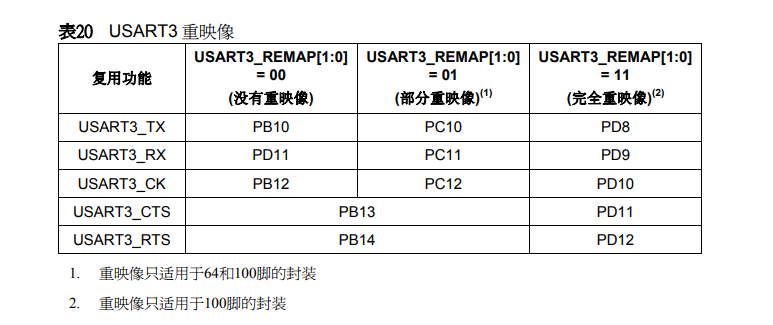 表20 USART3 重映像
复用功能 USART3_REMAP[1:0] = 00 (没有重映像) USART3_REMAP[1:0] = 01 (部分重映像)(1) USART3_REMAP[1:0] = 11 (完全重映像)(2)
USART3_TX PB10 PC10 PD8
USART3_RX PD11 PC11 PD9
USART3_CK PB12 PC12 PD10
USART3_CTS PB13 PD11
USART3_RTS PB14 PD12
1. 重映像只适用于64和100脚的封装
2. 重映像只适用于100脚的封装